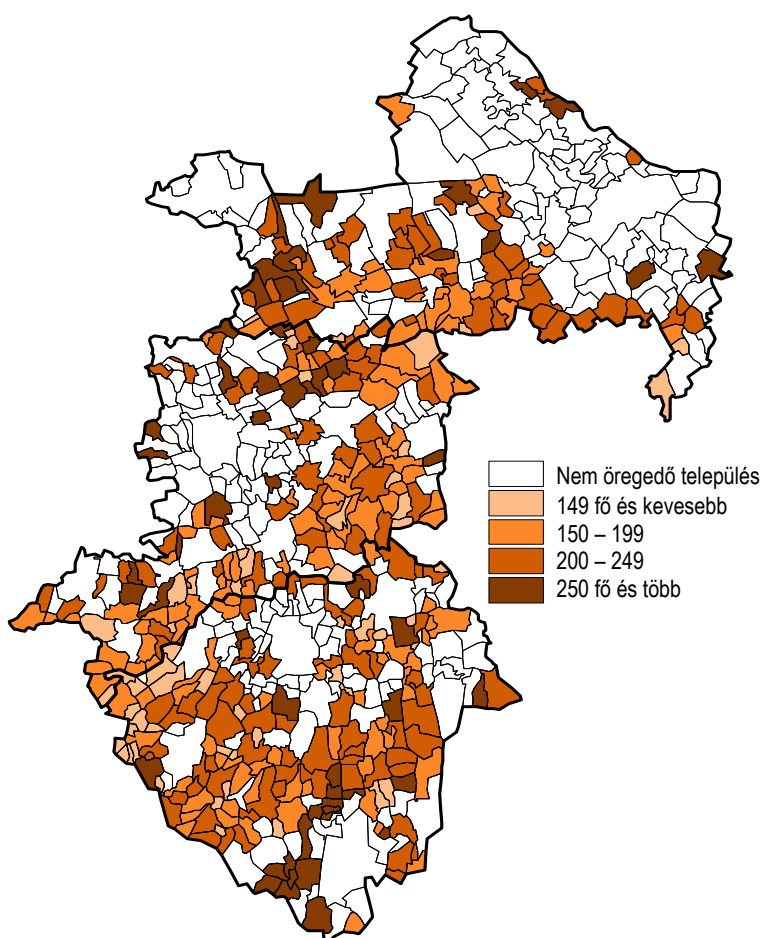 Nem öregedő település
149 fő és kevesebb
150 – 199
200 – 249
250 fő és több